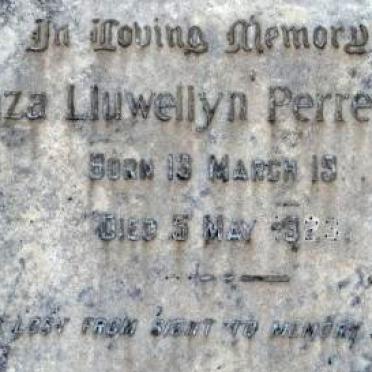 In Loving Memory
za Lluwellyn Perre
Born 13 March 19
Died 5 May 1923.
LOST FROM SIGHT TO MEMORY